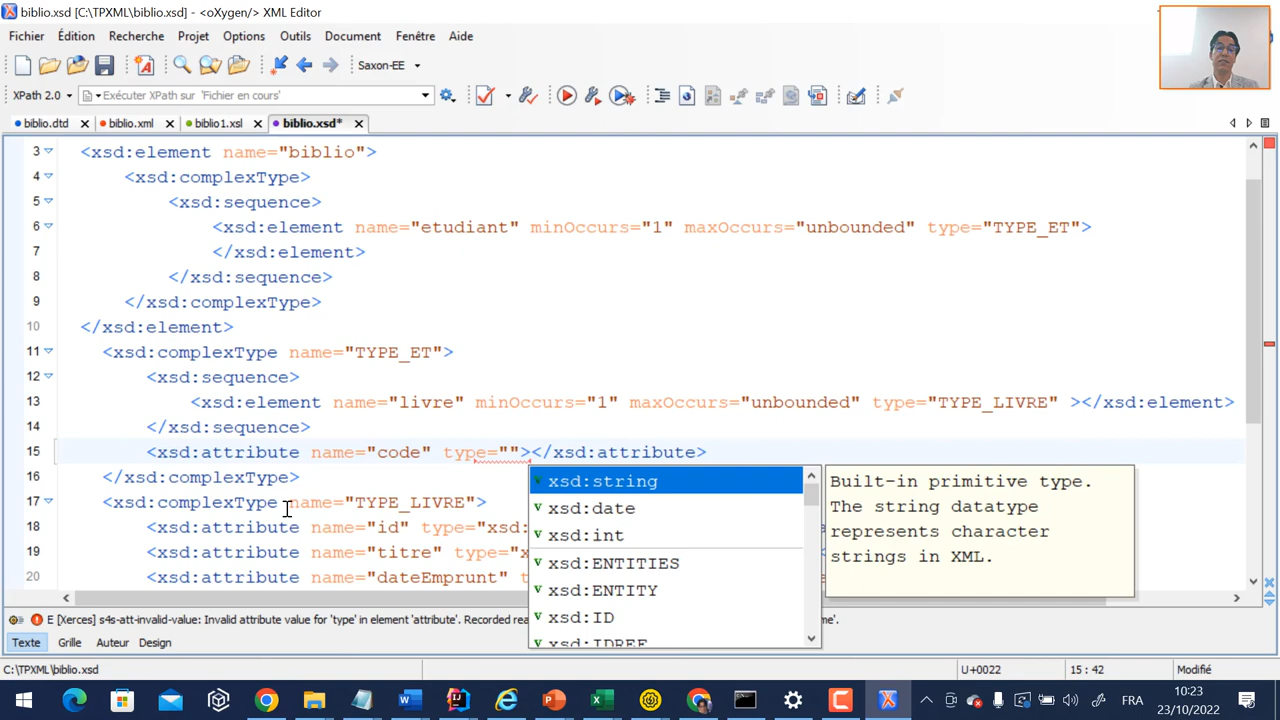 biblio.xsd [C:\TPXML\biblio.xsd] - <oXygen/> XML Editor
Fichier Édition Recherche Projet Options Outils Document Fenêtre Aide
Saxon-EE
XPath 2.0 Exécuter XPath sur 'Fichier en cours'
biblio.dtd biblio.xml biblio1.xsl biblio.xsd*
3 <xsd:element name="biblio">
4 <xsd:complexType>
5 <xsd:sequence>
6 <xsd:element name="etudiant" minOccurs="1" maxOccurs="unbounded" type="TYPE_ET">
7 </xsd:element>
8 </xsd:sequence>
9 </xsd:complexType>
10 </xsd:element>
11 <xsd:complexType name="TYPE_ET">
12 <xsd:sequence>
13 <xsd:element name="livre" minOccurs="1" maxOccurs="unbounded" type="TYPE_LIVRE" ></xsd:element>
14 </xsd:sequence>
15 <xsd:attribute name="code" type=""></xsd:attribute>
16 </xsd:complexType>
17 <xsd:complexType name="TYPE_LIVRE">
18 <xsd:attribute name="id" type="xsd:
19 <xsd:attribute name="titre" type="x
20 <xsd:attribute name="dateEmprunt" t
xsd:string
xsd:date
xsd:int
xsd:ENTITIES
xsd:ENTITY
xsd:ID
xsd:IDREF
Built-in primitive type.
The string datatype
represents character
strings in XML.
E [Xerces] s4s-att-invalid-value: Invalid attribute value for 'type' in element 'attribute'. Recorded rea
Texte Grille Auteur Design
C:\TPXML\biblio.xsd U+0022 15 : 42 Modifié
FRA
10:23
23/10/2022